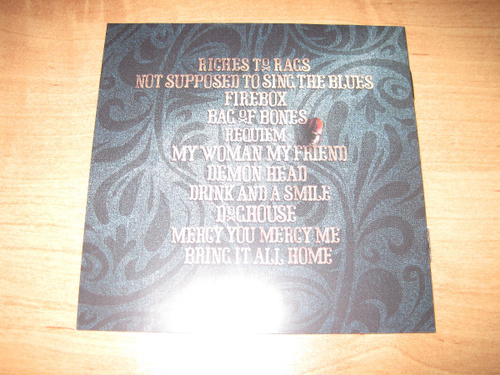 RICHES TO RAGS
NOT SUPPOSED TO SING THE BLUES
FIREBOX
BAG OF BONES
REQUIEM
MY WOMAN MY FRIEND
DEMON HEAD
DRINK AND A SMILE
DOGHOUSE
MERCY YOU MERCY ME
BRING IT ALL HOME